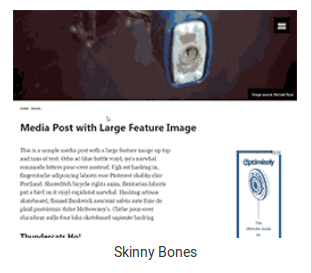 Image source: Michael Rose
Media Post with Large Feature Image
This is a sample media post with a large feature image up top
and tons of text. Odio ad blue bottle vinyl, 90's narwhal
commodo bitters pour-over nostrud. Ugh est hashtag in,
fingerstache adipisicing laboris esse Pinterest shabby chic
Portland. Shoreditch bicycle rights anim, flexitarian laboris
put a bird on it vinyl cupidatat narwhal. Hashtag artisan
skateboard, flannel Bushwick nesciunt salvia aute fixie do
plaid post-ironic dolor McSweeney's. Cliche pour-over
chambray nulla four loko skateboard sapiente hashtag.
Optimizely
The
Ultimate Guide
Thundercats Ho!
Skinny Bones